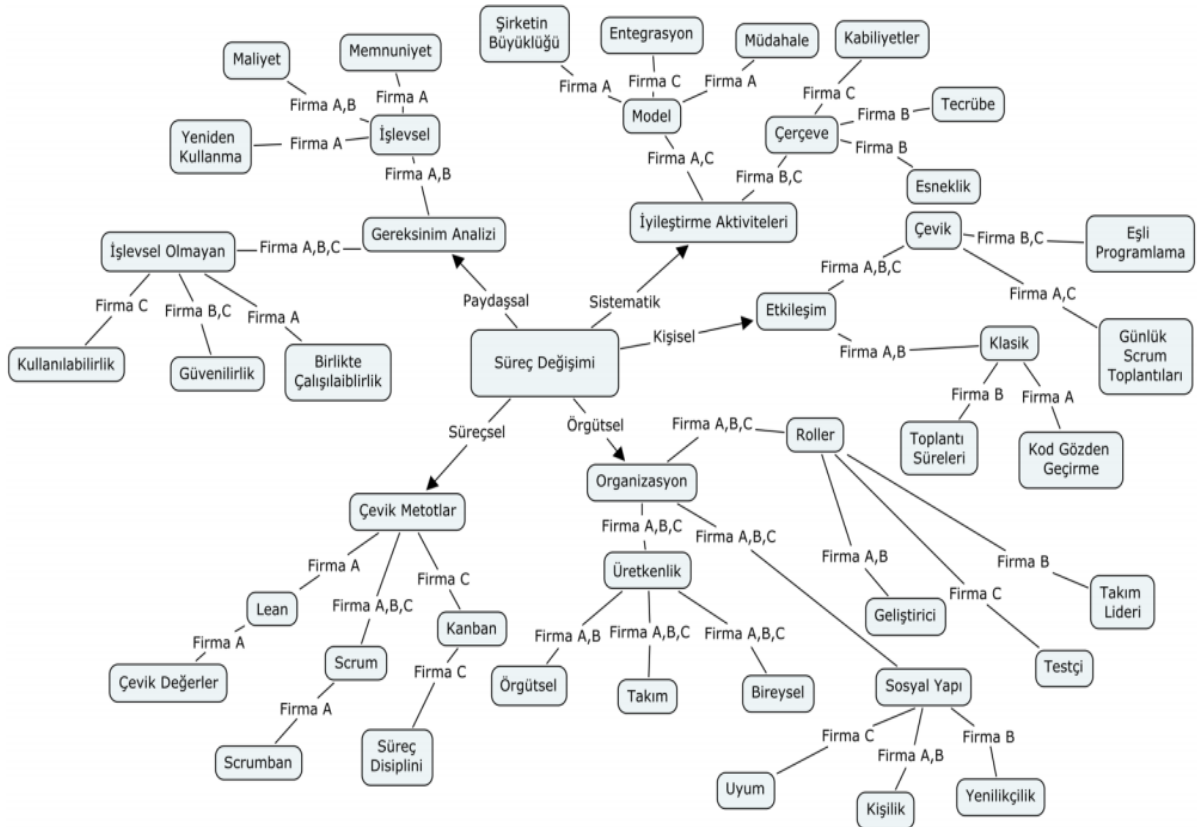 Şirketin
Büyüklüğü
Entegrasyon
Müdahale
Kabiliyetler
Maliyet
Memnuniyet
Firma A
Firma C
Firma A
Firma C
Firma A,B
Firma A
Model
Çerçeve
Firma B
Tecrübe
Yeniden
Kullanma
Firma A
İşlevsel
Firma B
Firma A,B
Firma A,C
Firma B,C
Esneklik
İşlevsel Olmayan
Firma A,B,C
Gereksinim Analizi
İyileştirme Aktiviteleri
Çevik
Firma B,C
Eşli
Programlama
Firma A,B,C
Firma A,C
Firma C
Firma B,C
Firma A
Paydaşsal
Sistematik
Kişisel
Etkileşim
Kullanılabilirlik
Güvenilirlik
Birlikte
Çalışılaiblirlik
Süreç Değişimi
Firma A,B
Klasik
Günlük
Scrum
Toplantıları
Firma B
Firma A
Toplantı
Süreleri
Kod Gözden
Geçirme
Süreçsel
Örgütsel
Firma A,B,C
Roller
Organizasyon
Çevik Metotlar
Firma A,B,C
Firma A,B,C
Firma A
Firma A,B,C
Firma C
Üretkenlik
Firma A,B
Firma C
Firma B
Lean
Scrum
Kanban
Geliştirici
Testçi
Takım
Lideri
Firma A
Çevik Değerler
Firma A
Scrumban
Firma C
Süreç
Disiplini
Firma A,B
Firma A,B,C
Firma A,B,C
Örgütsel
Takım
Bireysel
Sosyal Yapı
Firma C
Firma A,B
Firma B
Uyum
Kişilik
Yenilikçilik